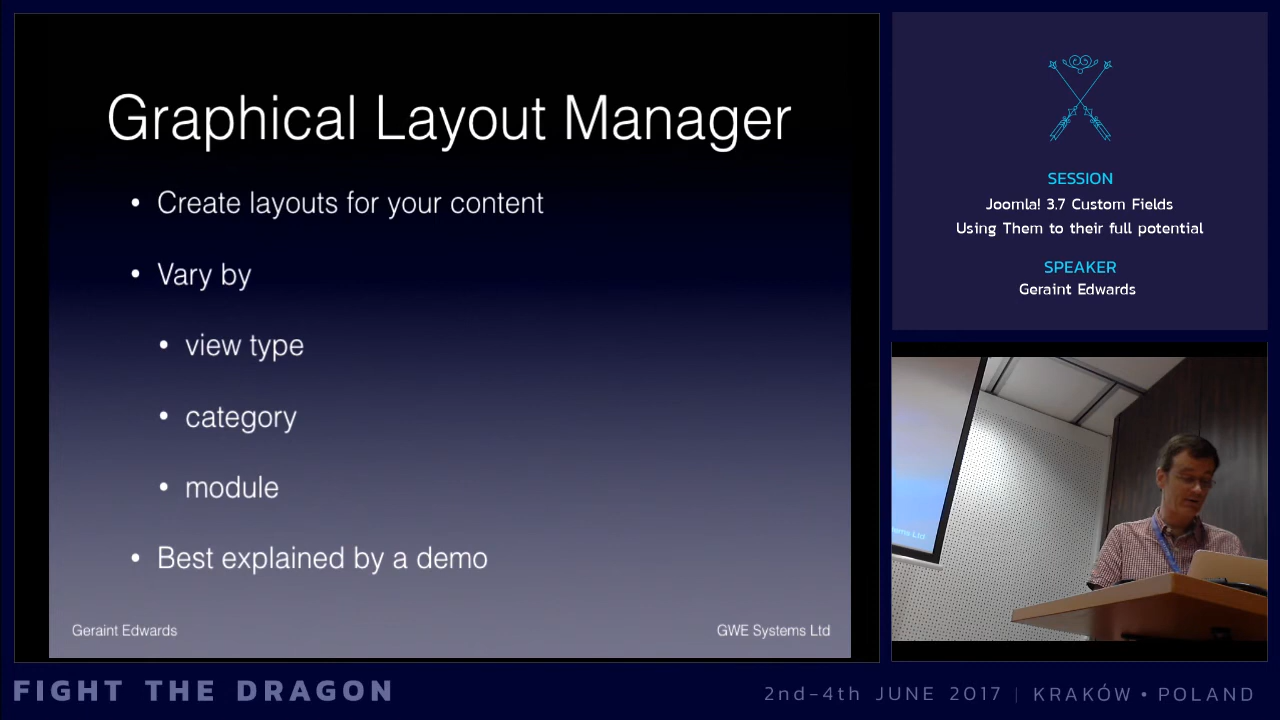 Graphical Layout Manager
• Create layouts for your content
• Vary by
• view type
• category
• module
• Best explained by a demo
Geraint Edwards
GWE Systems Ltd
SESSION
Joomla! 3.7 Custom Fields
Using Them to their full potential
SPEAKER
Geraint Edwards
Ltd
FIGHT THE DRAGON
2nd-4th JUNE 2017 | KRAKÓW • POLAND